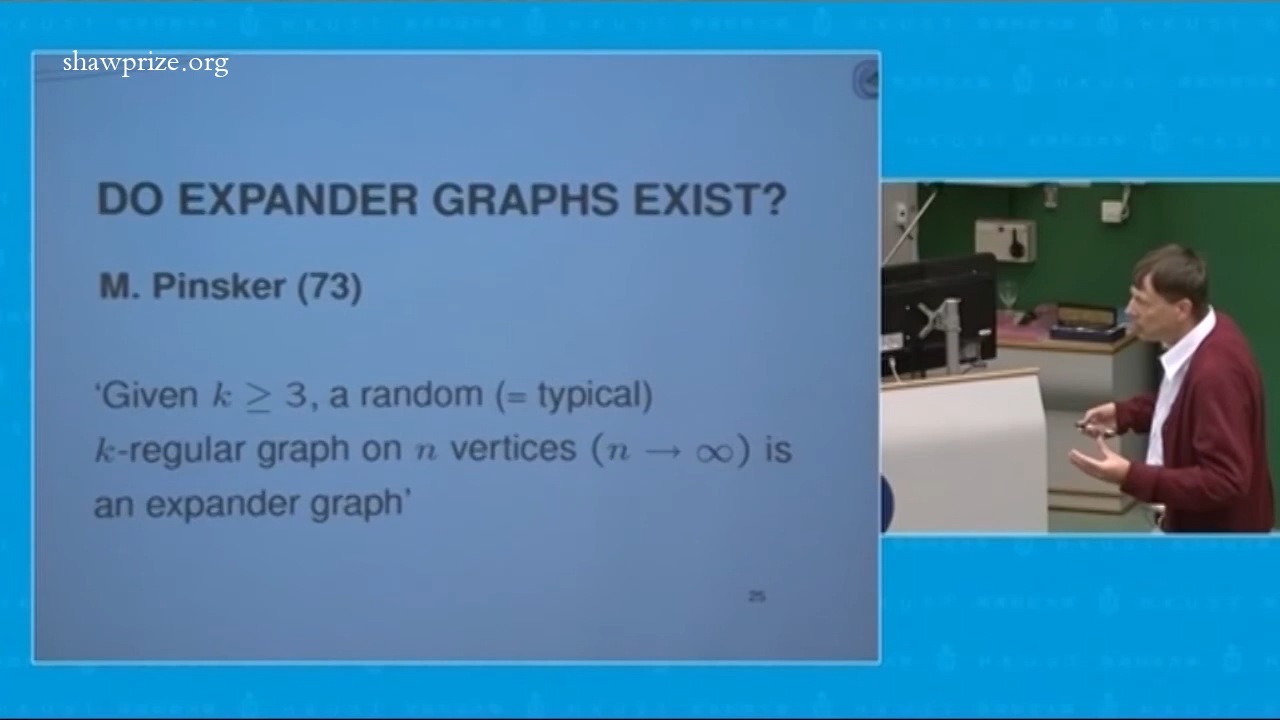 shawprize.org
DO EXPANDER GRAPHS EXIST?
M. Pinsker (73)
‘Given k ≥ 3, a random (= typical)
k-regular graph on n vertices (n → ∞) is
an expander graph’
25